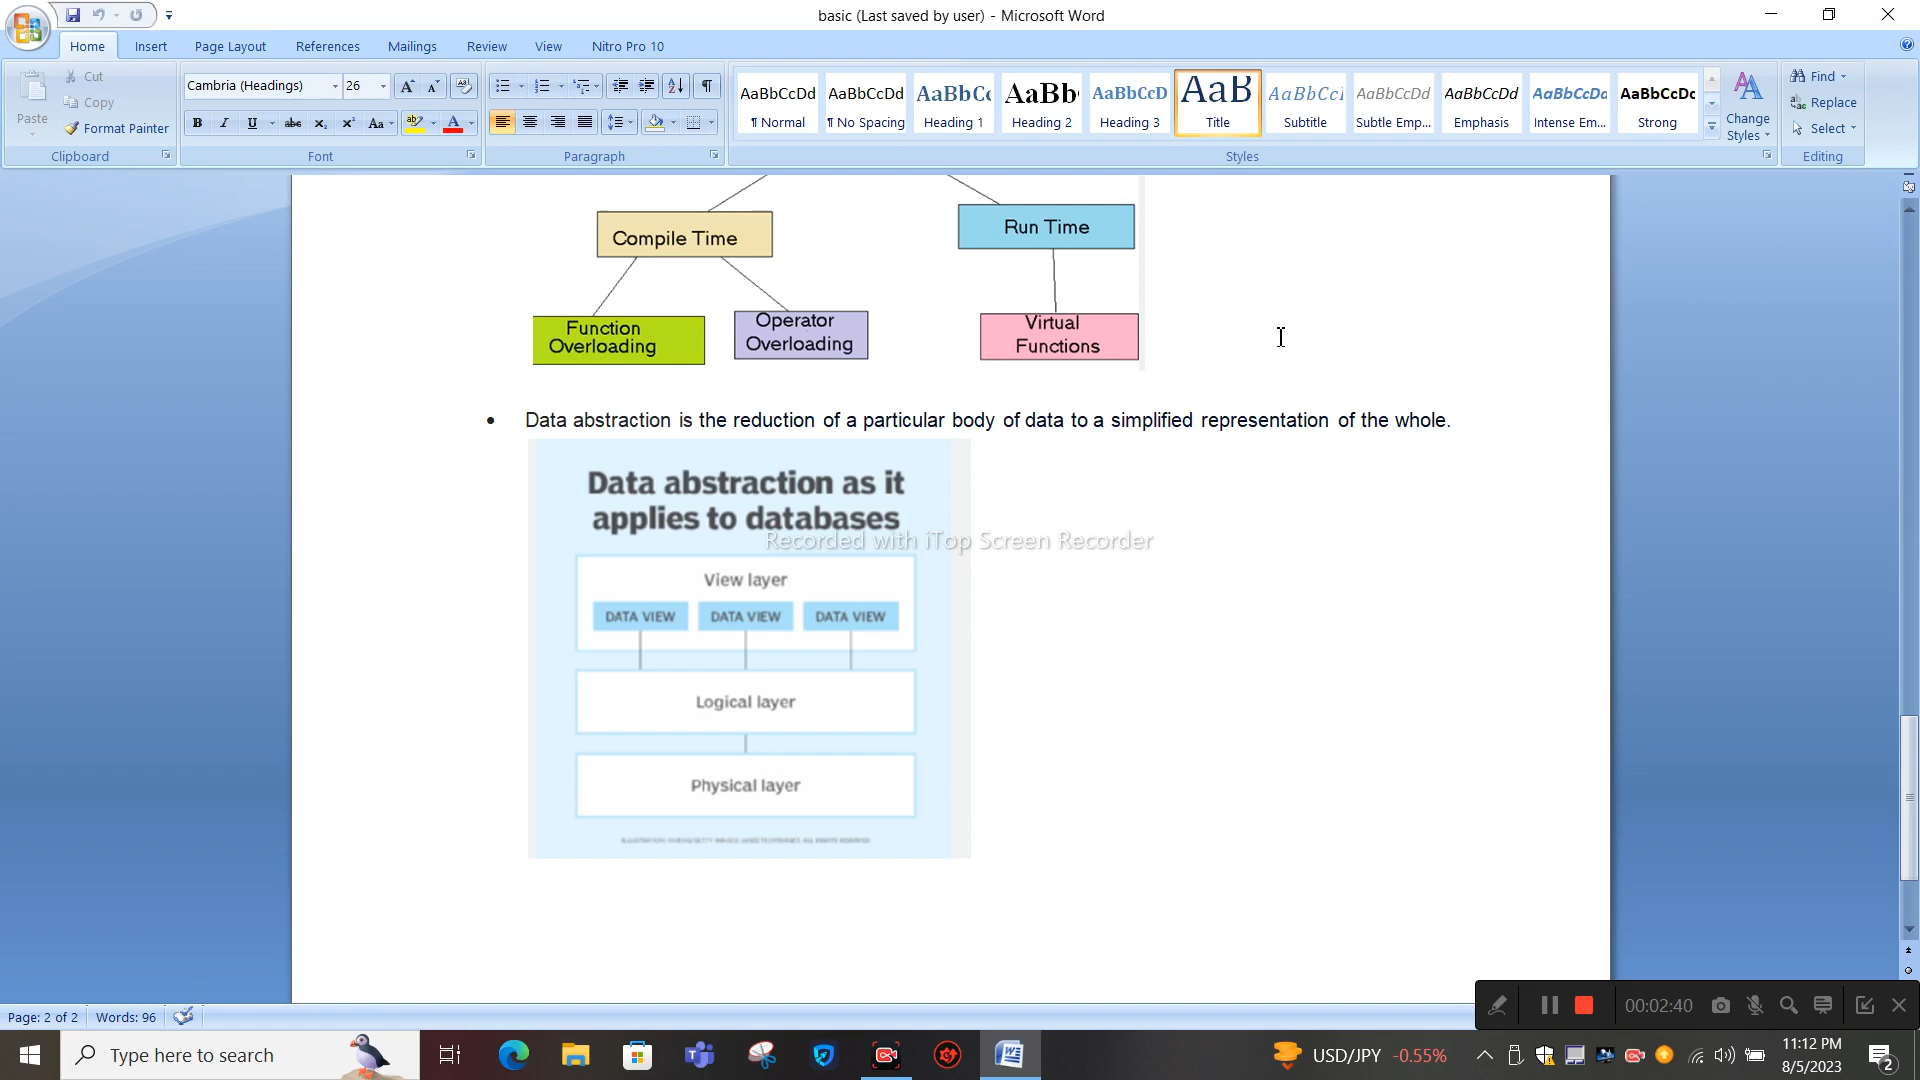 basic (Last saved by user) - Microsoft Word
Home Insert Page Layout References Mailings Review View Nitro Pro 10
Paste
Cut
Copy
Format Painter
Clipboard
Cambria (Headings) 26
Font
Paragraph
AaBbCcDd AaBbCcDd AaBbCc AaBb AaBbCcD AaB AaBbCcI AaBbCcDd AaBbCcDd AaBbCcDd AaBbCcDc
¶ Normal ¶ No Spacing Heading 1 Heading 2 Heading 3 Title Subtitle Subtle Emp... Emphasis Intense Em... Strong
Styles
Change
Styles
Find
Replace
Select
Editing
Compile Time
Run Time
Function
Overloading
Operator
Overloading
Virtual
Functions
• Data abstraction is the reduction of a particular body of data to a simplified representation of the whole.
Data abstraction as it
applies to databases
Recorded with iTop Screen Recorder
View layer
DATA VIEW DATA VIEW DATA VIEW
Logical layer
Physical layer
Page: 2 of 2 Words: 96
00:02:40
Type here to search
USD/JPY -0.55%
11:12 PM
8/5/2023
2